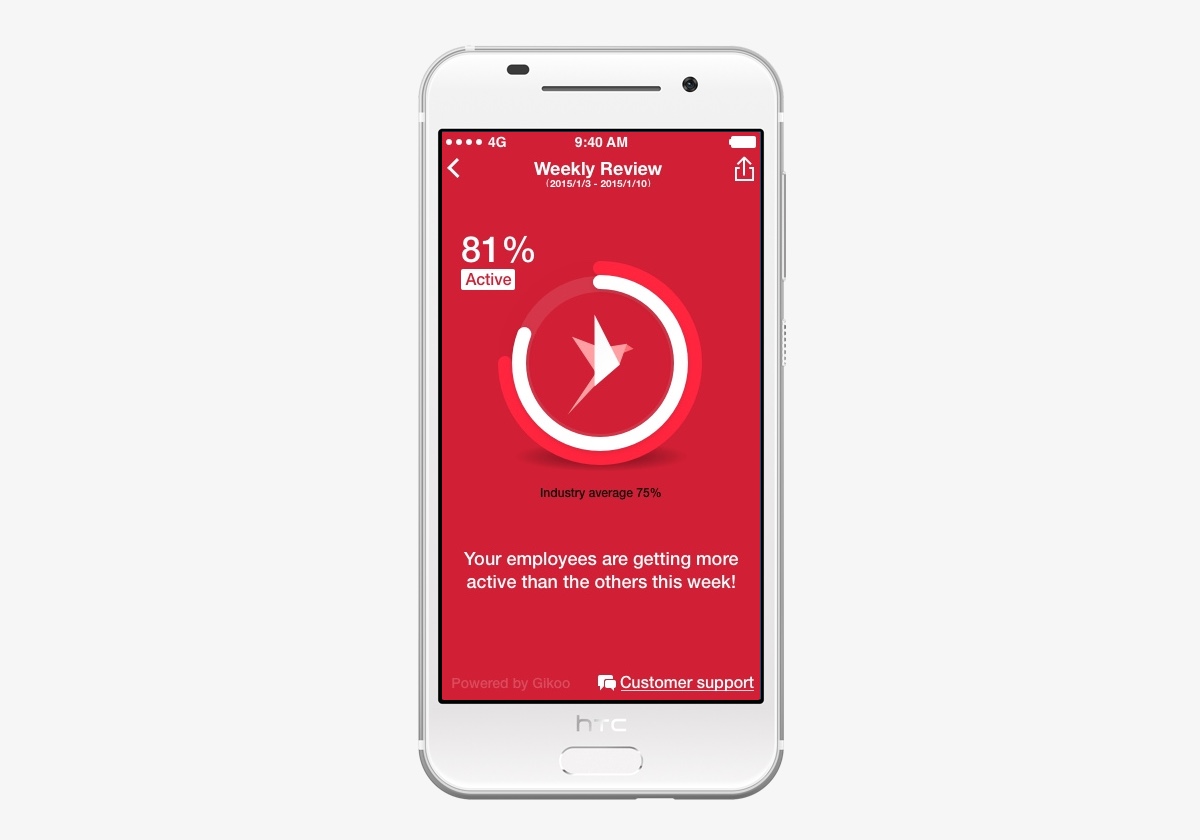 4G 9:40 AM
Weekly Review
(2015/1/3 - 2015/1/10)
81%
Active
Industry average 75%
Your employees are getting more
active than the others this week!
Powered by Gikoo Customer support
hTC